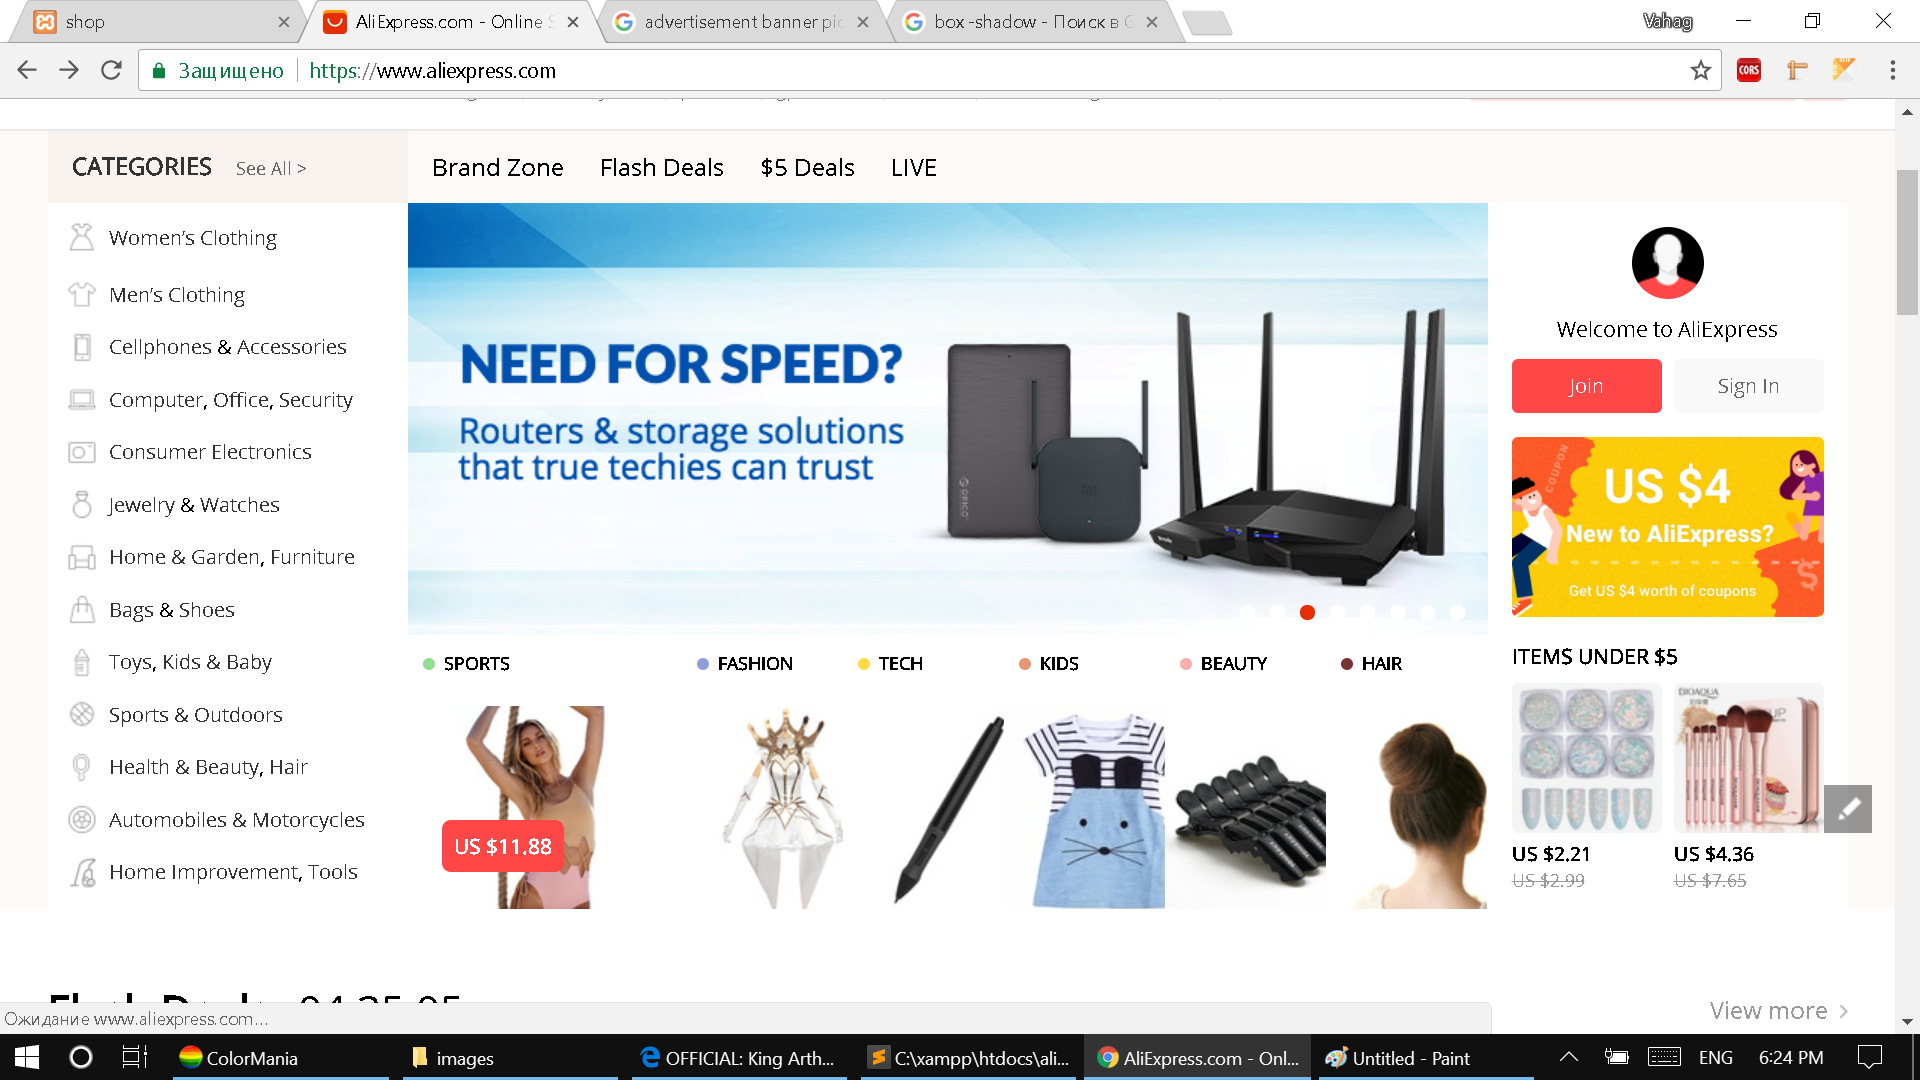 shop
AliExpress.com - Online S
advertisement banner pic
box -shadow - Поиск в G
Vahag
Защищено
https://www.aliexpress.com
CORS
CATEGORIES See All >
Brand Zone Flash Deals $5 Deals LIVE
Women's Clothing
Men's Clothing
Cellphones & Accessories
Computer, Office, Security
Consumer Electronics
Jewelry & Watches
Home & Garden, Furniture
Bags & Shoes
Toys, Kids & Baby
Sports & Outdoors
Health & Beauty, Hair
Automobiles & Motorcycles
Home Improvement, Tools
NEED FOR SPEED?
Routers & storage solutions
that true techies can trust
ORICO
mi
Welcome to AliExpress
Join Sign In
COUPON
US $4
New to AliExpress?
$
Get US $4 worth of coupons
SPORTS FASHION TECH KIDS BEAUTY HAIR
US $11.88
ITEMS UNDER $5
BIOAQUA
US $2.21 US $4.36
US $2.99 US $7.65
Flash Deals
View more >
Ожидание www.aliexpress.com...
ColorMania
images
OFFICIAL: King Arth...
C:\xampp\htdocs\ali...
AliExpress.com - Onl...
Untitled - Paint
ENG
6:24 PM